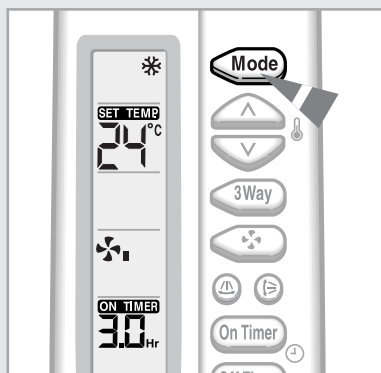 Mode
SET TEMP
24°C
3Way
ON TIMER
3.0Hr
On Timer